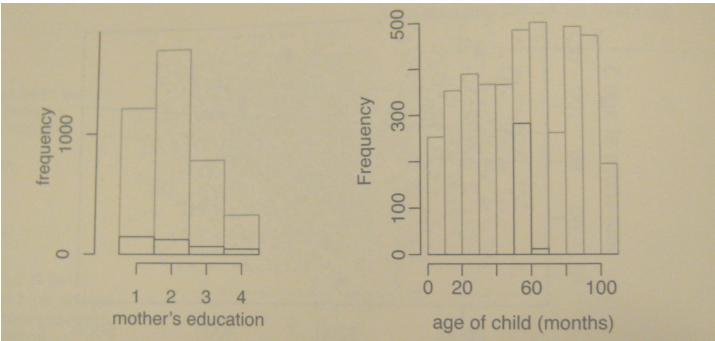 frequency
1000
0
1 2 3 4
mother's education
Frequency
500
300
100
0
0 20 60 100
age of child (months)